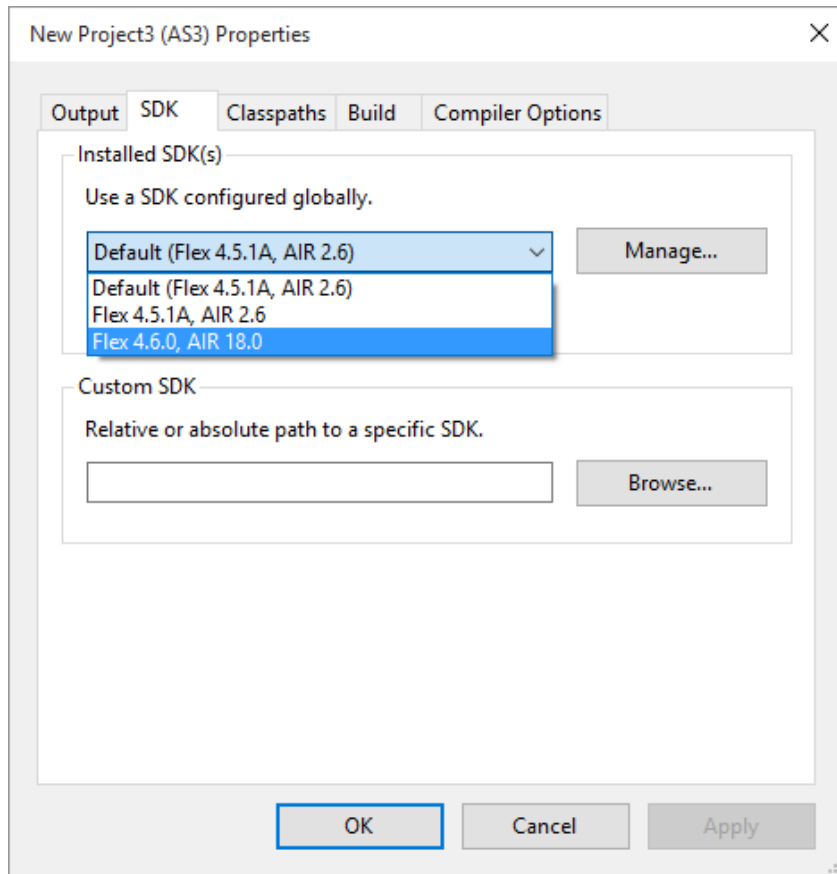 New Project3 (AS3) Properties
Output SDK Classpaths Build Compiler Options
Installed SDK(s)
Use a SDK configured globally.
Default (Flex 4.5.1A, AIR 2.6) Manage...
Default (Flex 4.5.1A, AIR 2.6)
Flex 4.5.1A, AIR 2.6
Flex 4.6.0, AIR 18.0
Custom SDK
Relative or absolute path to a specific SDK.
Browse...
OK Cancel Apply